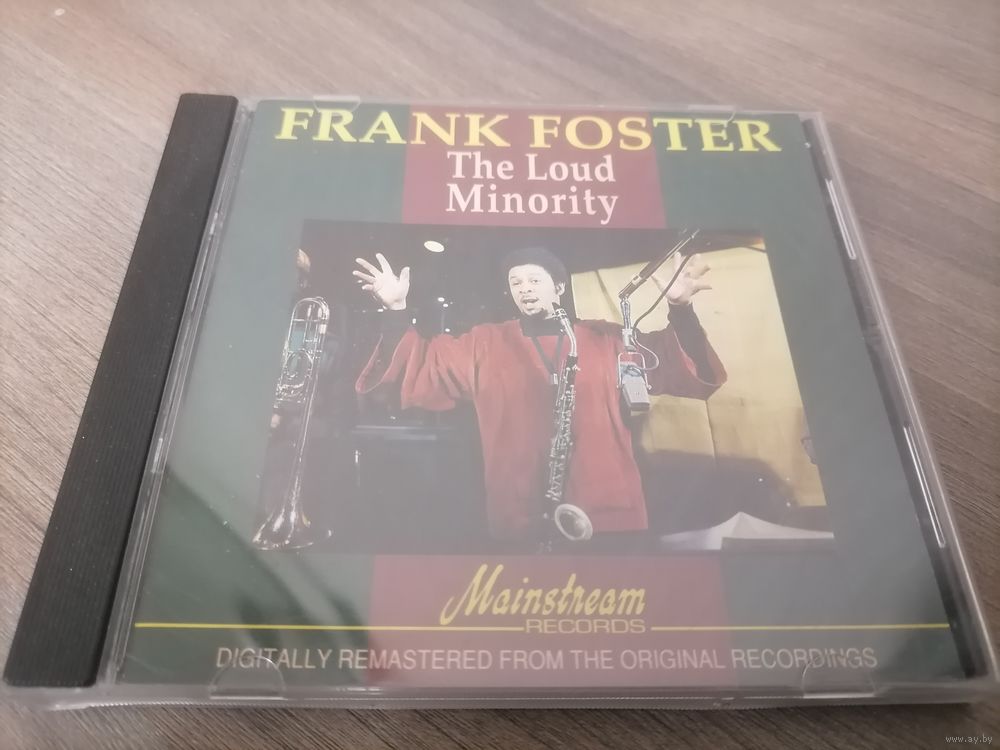 FRANK FOSTER
The Loud
Minority
Mainstream
RECORDS
DIGITALLY REMASTERED FROM THE ORIGINAL RECORDINGS
www.ay.by